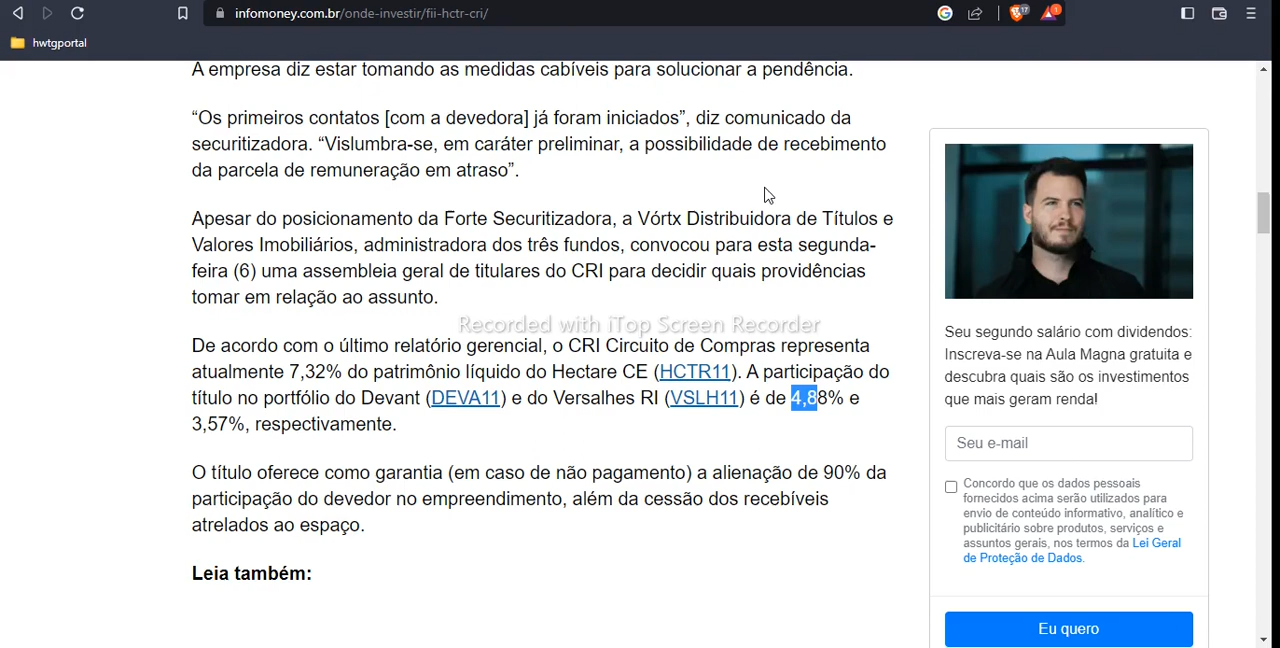 infomoney.com.br/onde-investir/fii-hctr-cri/
17
1
hwtgportal
A empresa diz estar tomando as medidas cabíveis para solucionar a pendência.
“Os primeiros contatos [com a devedora] já foram iniciados”, diz comunicado da
securitizadora. “Vislumbra-se, em caráter preliminar, a possibilidade de recebimento
da parcela de remuneração em atraso”.
Apesar do posicionamento da Forte Securitizadora, a Vórtx Distribuidora de Títulos e
Valores Imobiliários, administradora dos três fundos, convocou para esta segunda-
feira (6) uma assembleia geral de titulares do CRI para decidir quais providências
tomar em relação ao assunto.
Recorded with iTop Screen Recorder
De acordo com o último relatório gerencial, o CRI Circuito de Compras representa
atualmente 7,32% do patrimônio líquido do Hectare CE (HCTR11). A participação do
título no portfólio do Devant (DEVA11) e do Versalhes RI (VSLH11) é de 4,88% e
3,57%, respectivamente.
O título oferece como garantia (em caso de não pagamento) a alienação de 90% da
participação do devedor no empreendimento, além da cessão dos recebíveis
atrelados ao espaço.
Leia também:
Seu segundo salário com dividendos:
Inscreva-se na Aula Magna gratuita e
descubra quais são os investimentos
que mais geram renda!
Seu e-mail
Concordo que os dados pessoais
fornecidos acima serão utilizados para
envio de conteúdo informativo, analítico e
publicitário sobre produtos, serviços e
assuntos gerais, nos termos da Lei Geral
de Proteção de Dados.
Eu quero